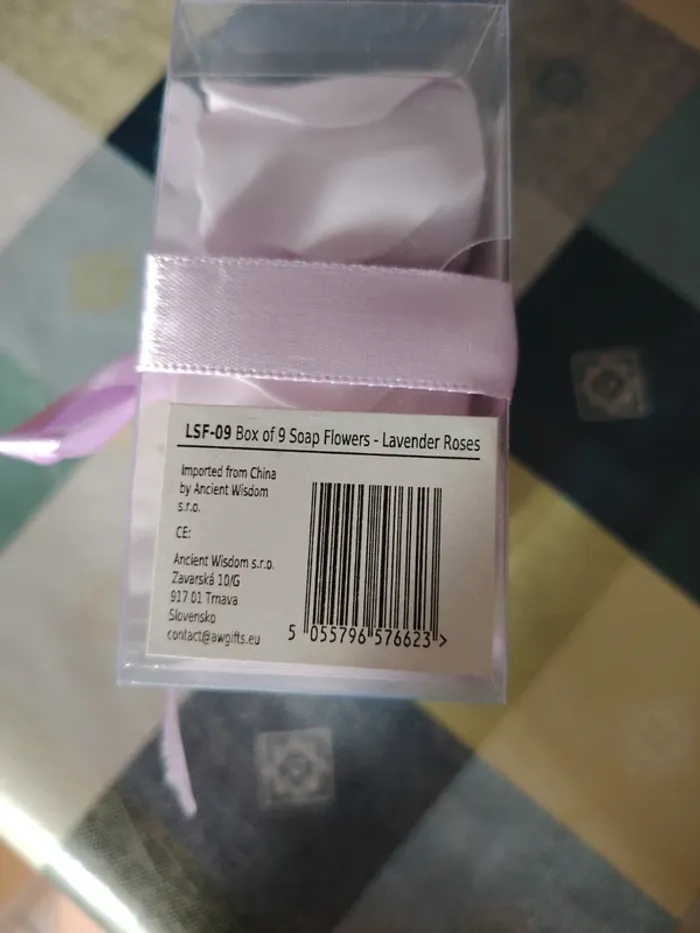 LSF-09 Box of 9 Soap Flowers - Lavender Roses
Imported from China
by Ancient Wisdom
s.r.o.
CE:
Ancient Wisdom s.r.o.
Zavarská 10/G
917 01 Trnava
Slovensko
contact@awgifts.eu
5 055796 576623 >